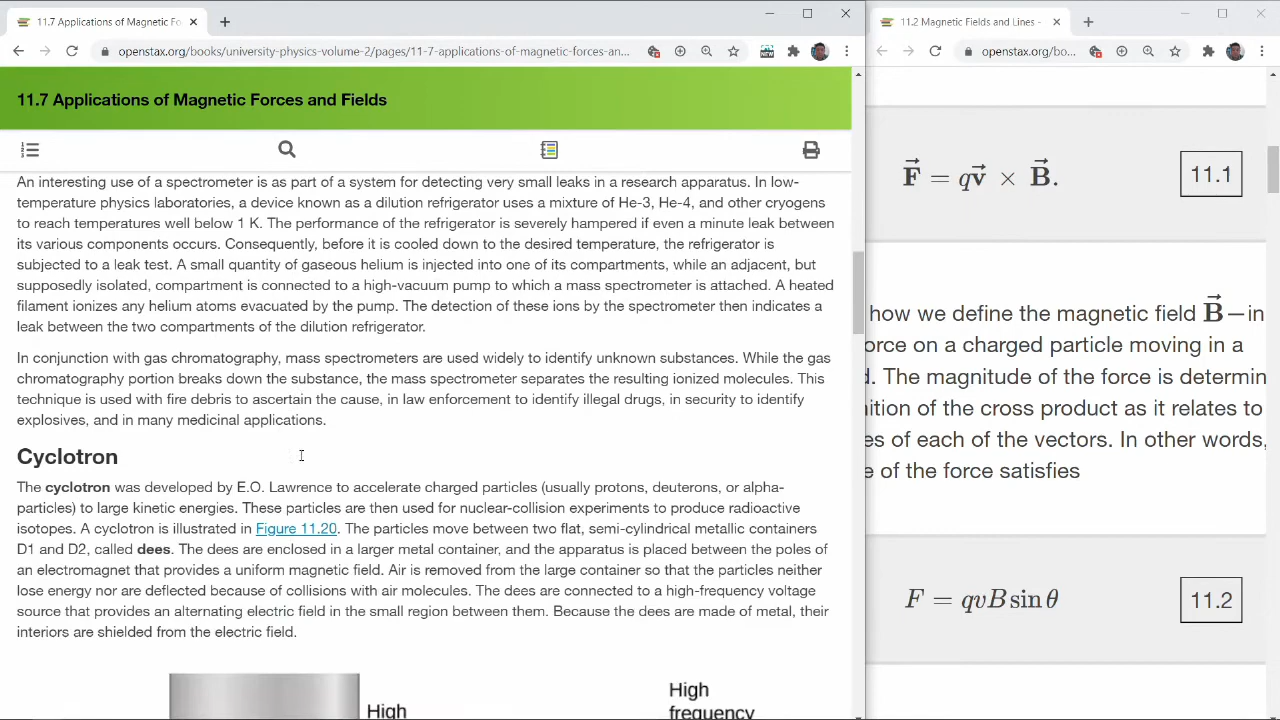 11.7 Applications of Magnetic Fo
openstax.org/books/university-physics-volume-2/pages/11-7-applications-of-magnetic-forces-an...
NEW
11.7 Applications of Magnetic Forces and Fields
An interesting use of a spectrometer is as part of a system for detecting very small leaks in a research apparatus. In low-
temperature physics laboratories, a device known as a dilution refrigerator uses a mixture of He-3, He-4, and other cryogens
to reach temperatures well below 1 K. The performance of the refrigerator is severely hampered if even a minute leak between
its various components occurs. Consequently, before it is cooled down to the desired temperature, the refrigerator is
subjected to a leak test. A small quantity of gaseous helium is injected into one of its compartments, while an adjacent, but
supposedly isolated, compartment is connected to a high-vacuum pump to which a mass spectrometer is attached. A heated
filament ionizes any helium atoms evacuated by the pump. The detection of these ions by the spectrometer then indicates a
leak between the two compartments of the dilution refrigerator.
In conjunction with gas chromatography, mass spectrometers are used widely to identify unknown substances. While the gas
chromatography portion breaks down the substance, the mass spectrometer separates the resulting ionized molecules. This
technique is used with fire debris to ascertain the cause, in law enforcement to identify illegal drugs, in security to identify
explosives, and in many medicinal applications.
Cyclotron
The cyclotron was developed by E.O. Lawrence to accelerate charged particles (usually protons, deuterons, or alpha-
particles) to large kinetic energies. These particles are then used for nuclear-collision experiments to produce radioactive
isotopes. A cyclotron is illustrated in Figure 11.20. The particles move between two flat, semi-cylindrical metallic containers
D1 and D2, called dees. The dees are enclosed in a larger metal container, and the apparatus is placed between the poles of
an electromagnet that provides a uniform magnetic field. Air is removed from the large container so that the particles neither
lose energy nor are deflected because of collisions with air molecules. The dees are connected to a high-frequency voltage
source that provides an alternating electric field in the small region between them. Because the dees are made of metal, their
interiors are shielded from the electric field.
High
High
frequency
11.2 Magnetic Fields and Lines -
openstax.org/bo...
F⃗ = qv⃗ × B⃗.
11.1
how we define the magnetic field B⃗—in
orce on a charged particle moving in a
d. The magnitude of the force is determin
nition of the cross product as it relates to
es of each of the vectors. In other words,
e of the force satisfies
F = qvB sin θ
11.2